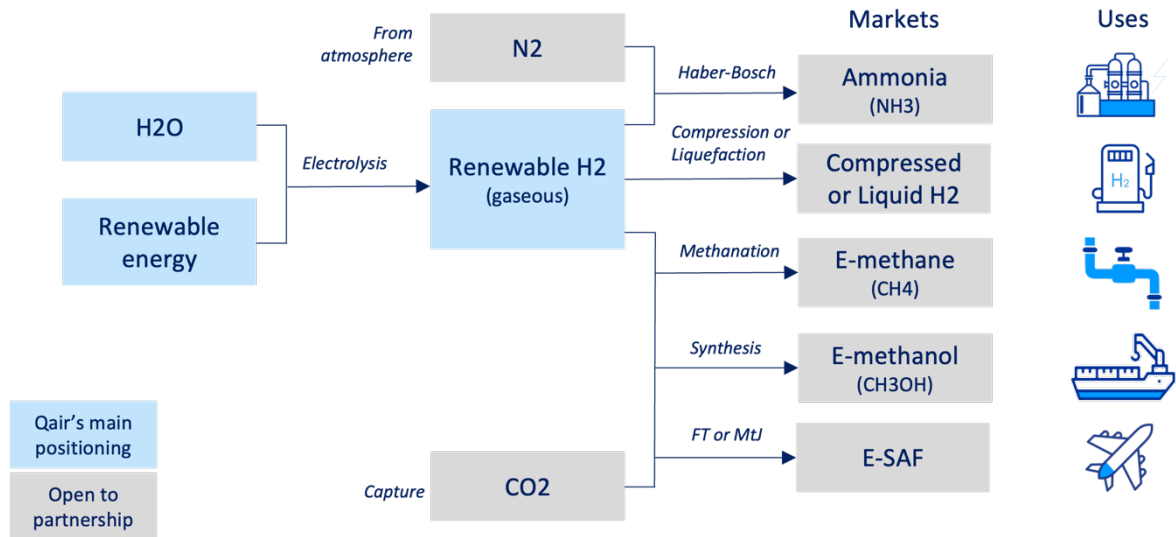 Markets
Uses
From
atmosphere
N2
Haber-Bosch
Ammonia
(NH3)
H2O
Electrolysis
Renewable
energy
Renewable H2
(gaseous)
Compression or
Liquefaction
Compressed
or Liquid H2
H2
Methanation
E-methane
(CH4)
Synthesis
E-methanol
(CH3OH)
FT or MtJ
E-SAF
Capture
CO2
Qair's main
positioning
Open to
partnership